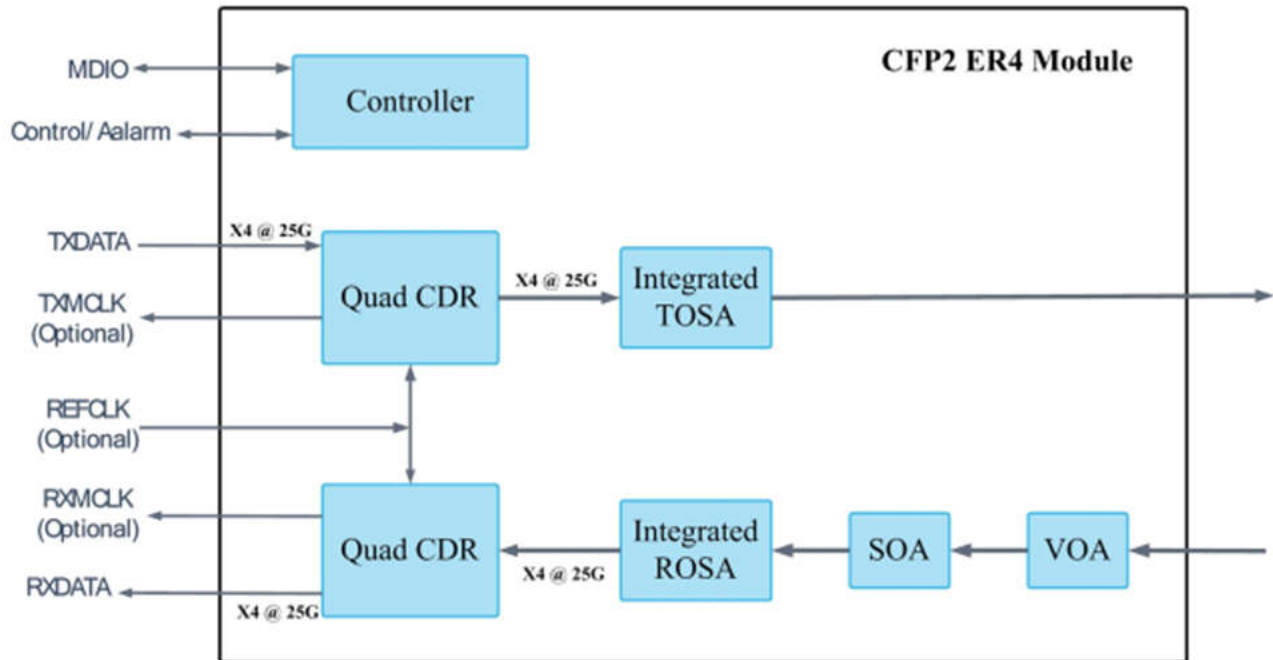 CFP2 ER4 Module
MDIO
Controller
Control/ Aalarm
TXDATA
X4 @ 25G
Quad CDR
X4 @ 25G
Integrated
TOSA
TXMCLK
(Optional)
REFCLK
(Optional)
RXMCLK
(Optional)
Quad CDR
X4 @ 25G
Integrated
ROSA
SOA
VOA
RXDATA
X4 @ 25G